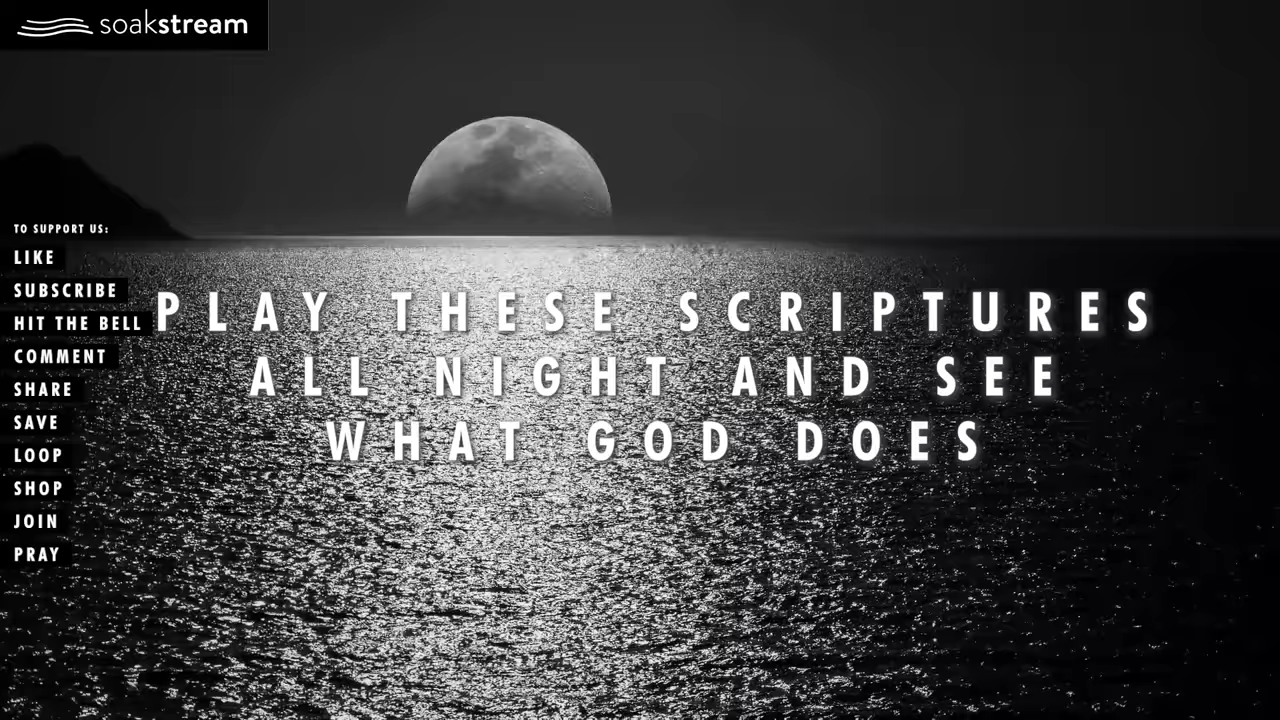 soakstream
TO SUPPORT US:
LIKE
SUBSCRIBE
HIT THE BELL
COMMENT
SHARE
SAVE
LOOP
SHOP
JOIN
PRAY
PLAY THESE SCRIPTURES
ALL NIGHT AND SEE
WHAT GOD DOES